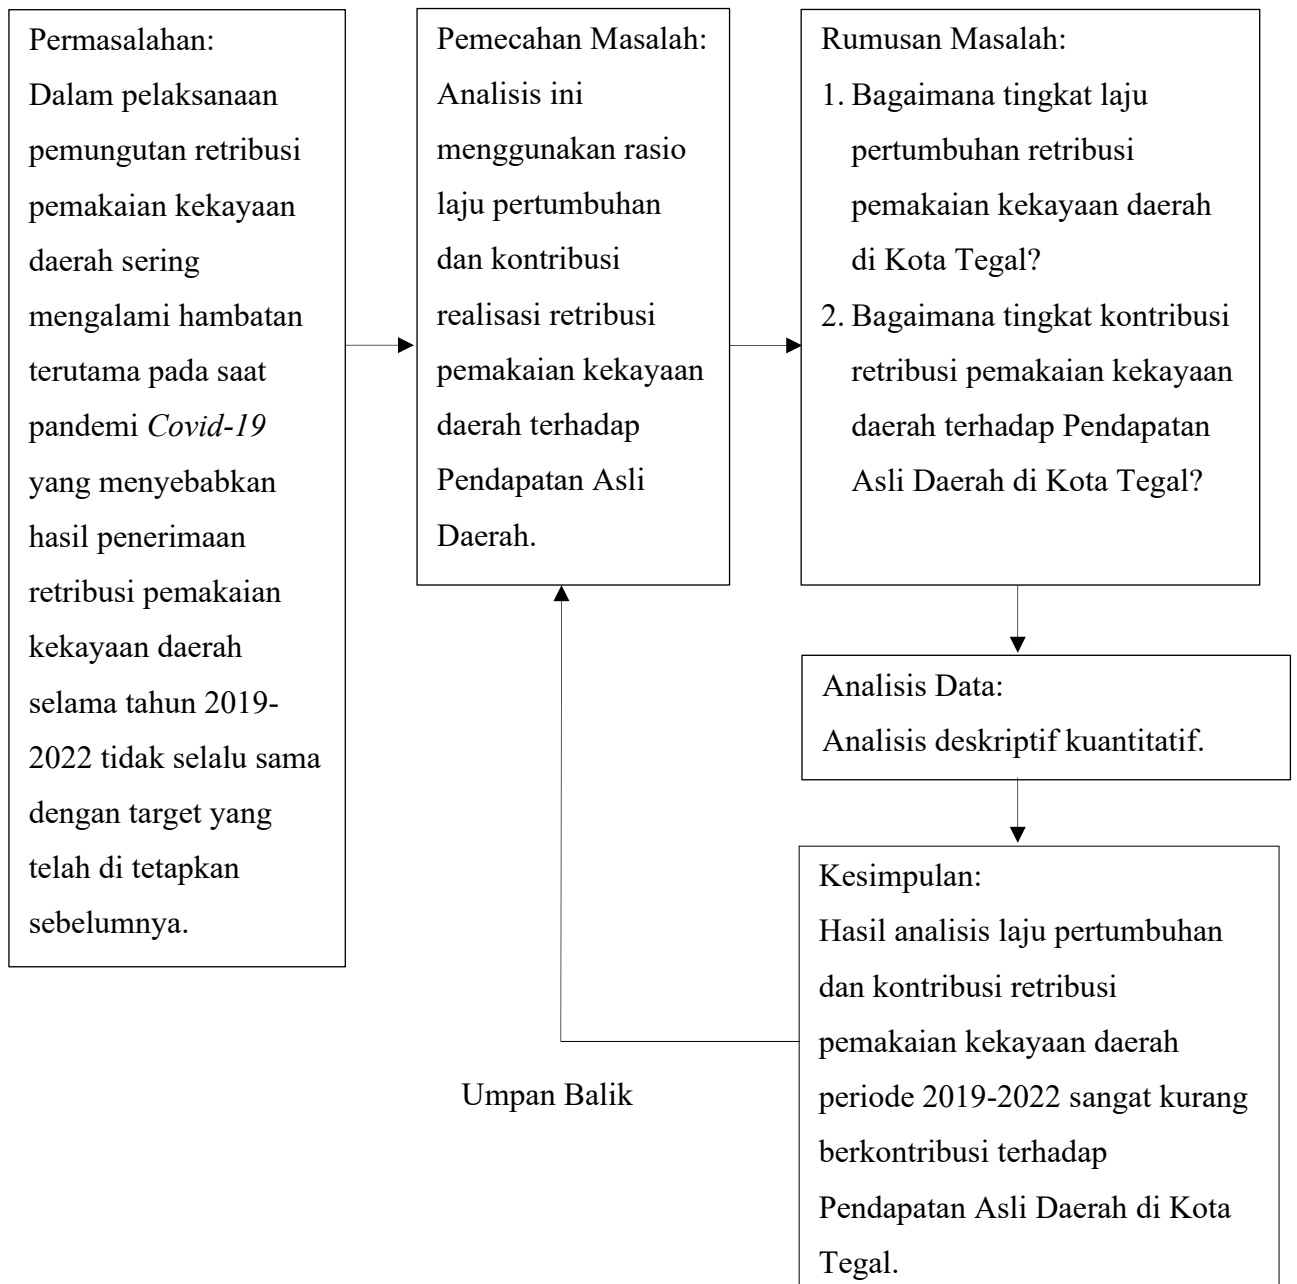 Permasalahan:
Dalam pelaksanaan
pemungutan retribusi
pemakaian kekayaan
daerah sering
mengalami hambatan
terutama pada saat
pandemi Covid-19
yang menyebabkan
hasil penerimaan
retribusi pemakaian
kekayaan daerah
selama tahun 2019-
2022 tidak selalu sama
dengan target yang
telah di tetapkan
sebelumnya.
Pemecahan Masalah:
Analisis ini
menggunakan rasio
laju pertumbuhan
dan kontribusi
realisasi retribusi
pemakaian kekayaan
daerah terhadap
Pendapatan Asli
Daerah.
Rumusan Masalah:
1. Bagaimana tingkat laju
pertumbuhan retribusi
pemakaian kekayaan daerah
di Kota Tegal?
2. Bagaimana tingkat kontribusi
retribusi pemakaian kekayaan
daerah terhadap Pendapatan
Asli Daerah di Kota Tegal?
Analisis Data:
Analisis deskriptif kuantitatif.
Kesimpulan:
Hasil analisis laju pertumbuhan
dan kontribusi retribusi
pemakaian kekayaan daerah
periode 2019-2022 sangat kurang
berkontribusi terhadap
Pendapatan Asli Daerah di Kota
Tegal.
Umpan Balik